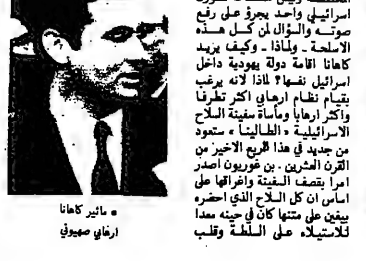 اسرائيلي واحد يجرؤ على رفع
صوته والسؤال لمن كل هذه
الاسلحة - ولماذا - وكيف يريد
كاهانا اقامة دولة يهودية داخل
اسرائيل نفسها؟ لماذا لانه يرغب
بقيام نظام ارهابي اكثر تطرفا
واكثر ارهابا ومأساة سفينة السلاح
الاسرائيلية « الطالينا » ستعود
من جديد في هذا الربع الاخير من
القرن العشرين . بن غوريون اصدر
امرا بقصف السفينة واغراقها على
اساس ان كل السلاح الذي احضره
بيغين على متنها كان في حينه معدا
للاستيلاء على السلطة وقلب
• مائير كاهانا
ارهابي صهيوني